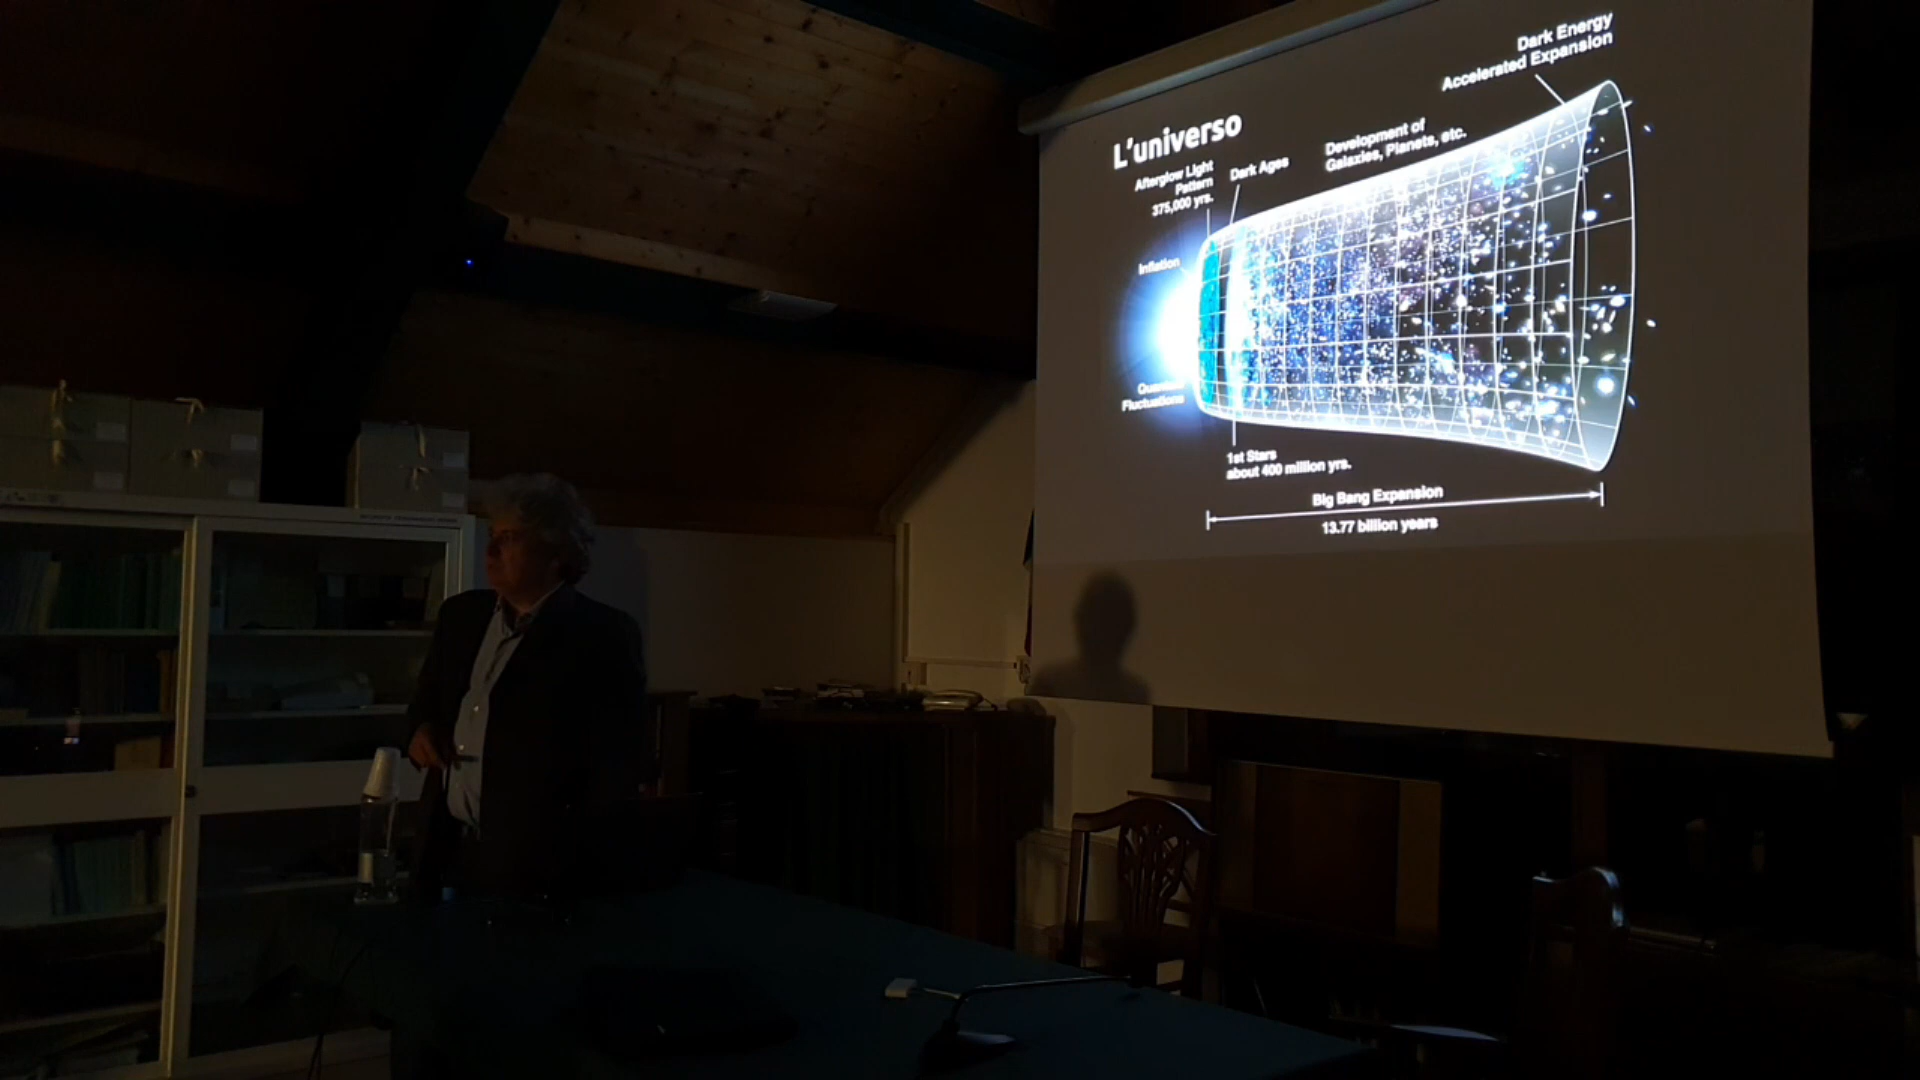 L'universo
Dark Energy
Accelerated Expansion
Afterglow Light
Pattern
375,000 yrs.
Dark Ages
Development of
Galaxies, Planets, etc.
Inflation
Quantum
Fluctuations
1st Stars
about 400 million yrs.
Big Bang Expansion
13.77 billion years